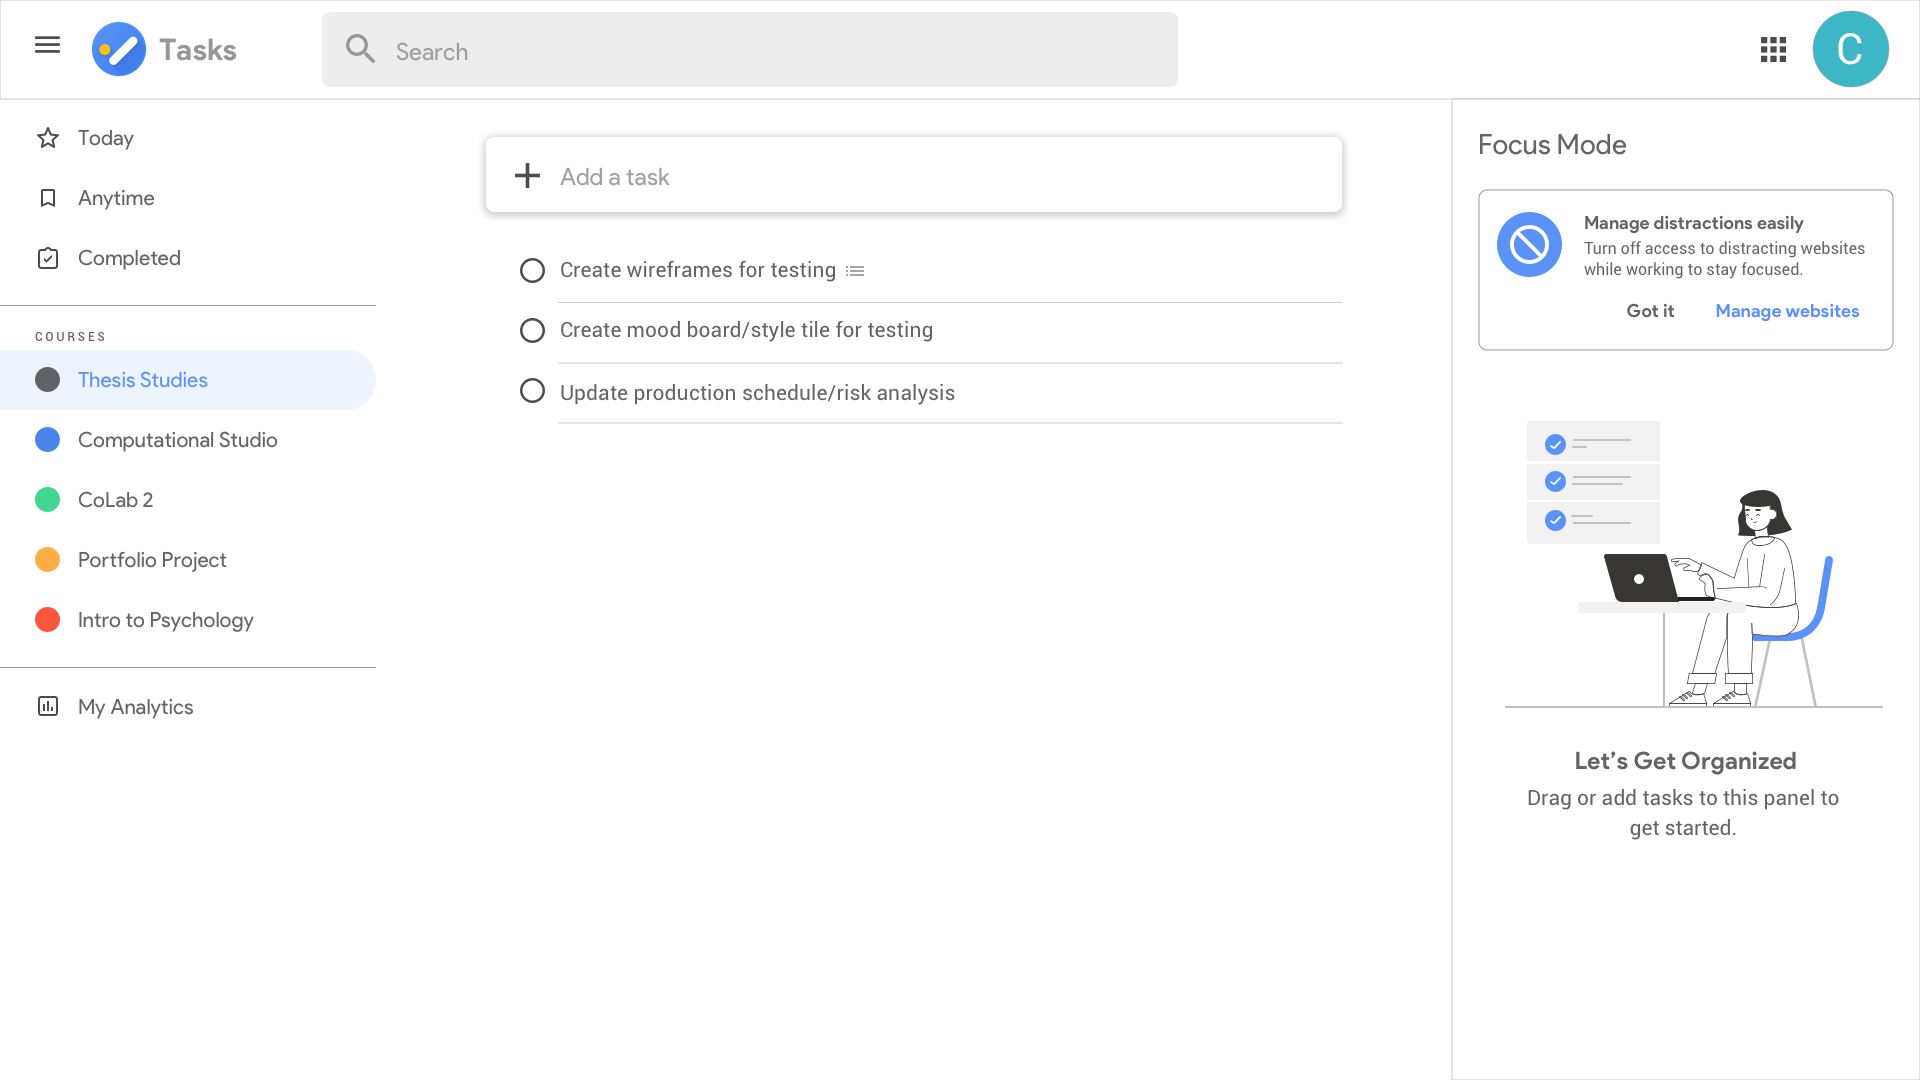 Tasks
Search
C
Today
Anytime
Completed
COURSES
Thesis Studies
Computational Studio
CoLab 2
Portfolio Project
Intro to Psychology
My Analytics
Add a task
Create wireframes for testing
Create mood board/style tile for testing
Update production schedule/risk analysis
Focus Mode
Manage distractions easily
Turn off access to distracting websites
while working to stay focused.
Got it Manage websites
Let’s Get Organized
Drag or add tasks to this panel to
get started.